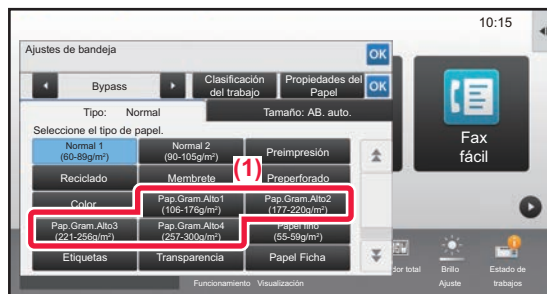 10:15
Ajustes de bandeja
OK
Bypass
Clasificación
del trabajo
Propiedades del
Papel
OK
Tipo: Normal
Tamaño: AB. auto.
Seleccione el tipo de papel.
Normal 1
(60-89g/m²)
Normal 2
(90-105g/m²)
Preimpresión
Reciclado
Membrete
(1)
Preperforado
Color
Pap.Gram.Alto1
(106-176g/m²)
Pap.Gram.Alto2
(177-220g/m²)
Pap.Gram.Alto3
(221-256g/m²)
Pap.Gram.Alto4
(257-300g/m²)
Papel fino
(55-59g/m²)
Etiquetas
Transparencia
Papel Ficha
Fax
fácil
dor total
Brillo
Ajuste
Estado de
trabajos
Funcionamiento Visualización